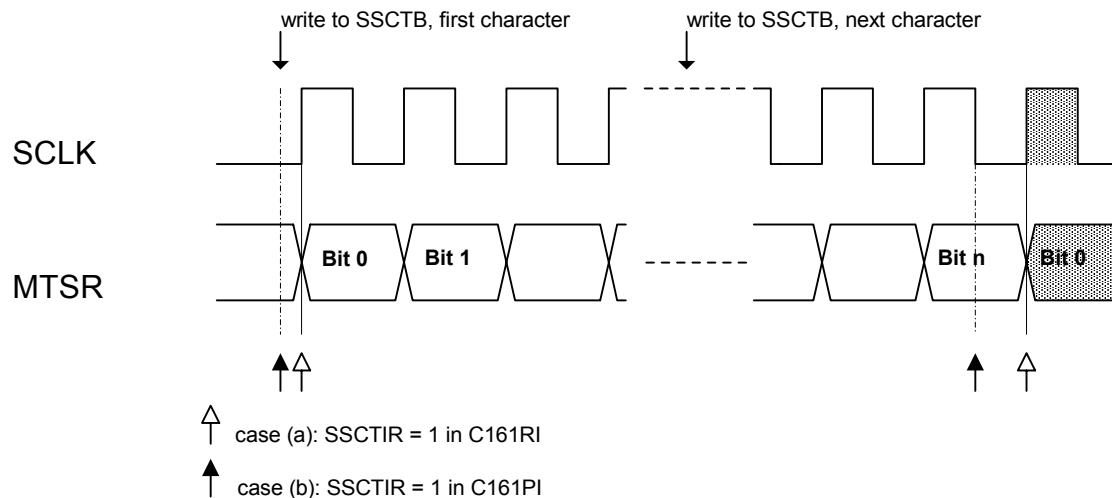 write to SSCTB, first character
write to SSCTB, next character
SCLK
MTSR
Bit 0
Bit 1
Bit n
Bit 0
case (a): SSCTIR = 1 in C161RI
case (b): SSCTIR = 1 in C161PI